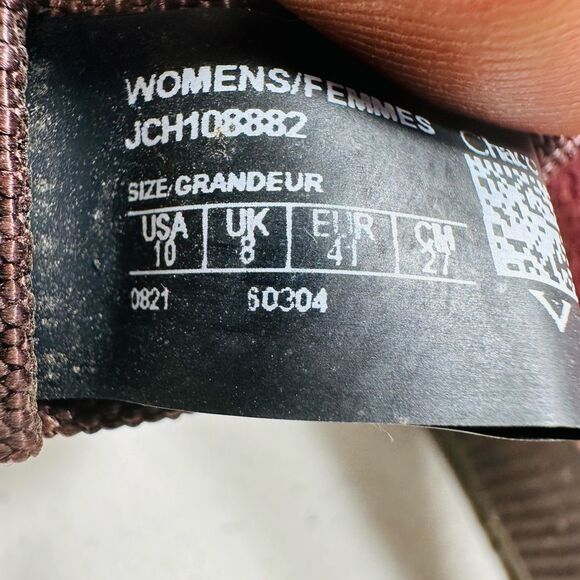 WOMENS/FEMMES
JCH108882
SIZE/GRANDEUR
USA UK EUR CM
10 8 41 27
0821 60304